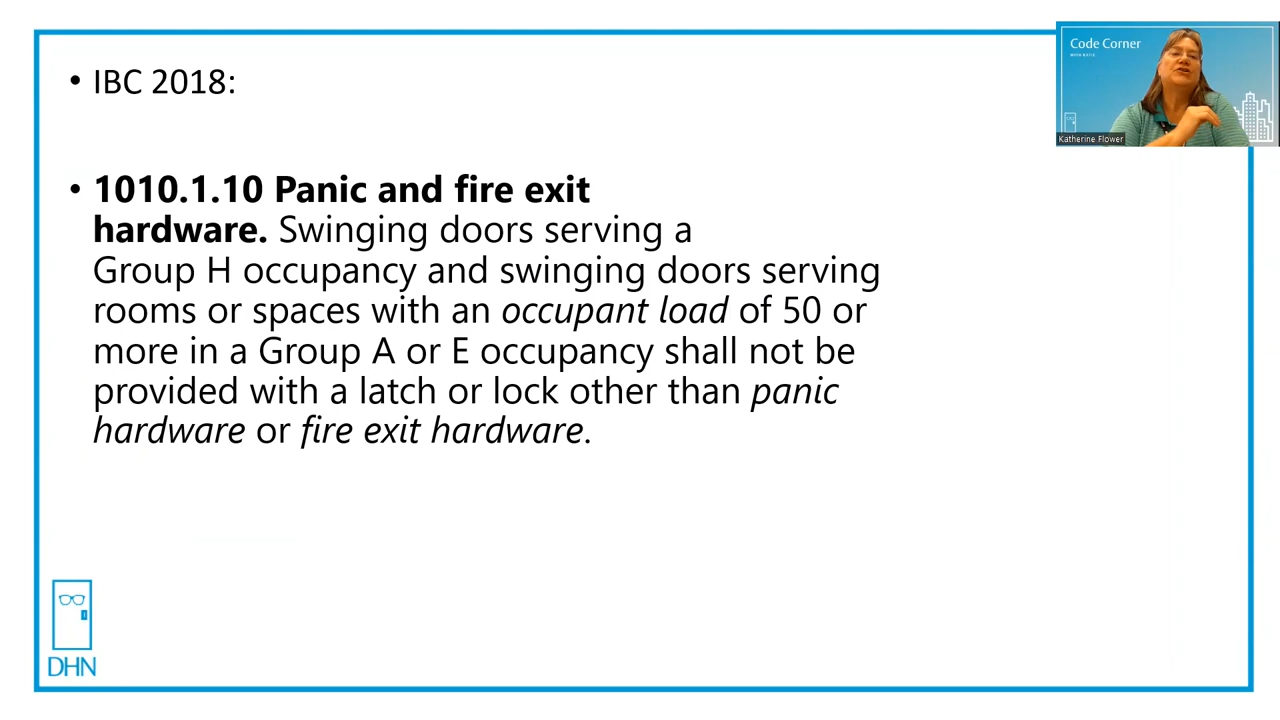 • IBC 2018:
• 1010.1.10 Panic and fire exit
hardware. Swinging doors serving a
Group H occupancy and swinging doors serving
rooms or spaces with an occupant load of 50 or
more in a Group A or E occupancy shall not be
provided with a latch or lock other than panic
hardware or fire exit hardware.
Code Corner
Katherine Flower
DHN